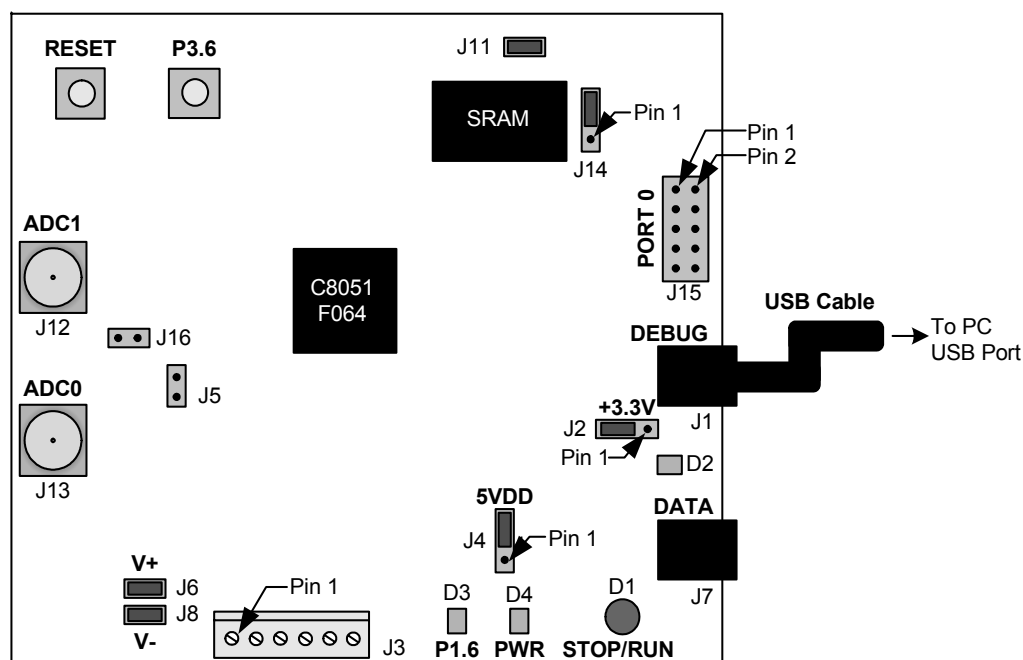 RESET
P3.6
J11
SRAM
Pin 1
J14
Pin 1
Pin 2
PORT 0
J15
ADC1
J12
C8051
F064
J16
J5
ADC0
J13
USB Cable
To PC
USB Port
DEBUG
J1
+3.3V
J2
Pin 1
D2
5VDD
J4
Pin 1
DATA
J7
V+
J6
J8
V-
Pin 1
J3
D3
P1.6
D4
PWR
D1
STOP/RUN